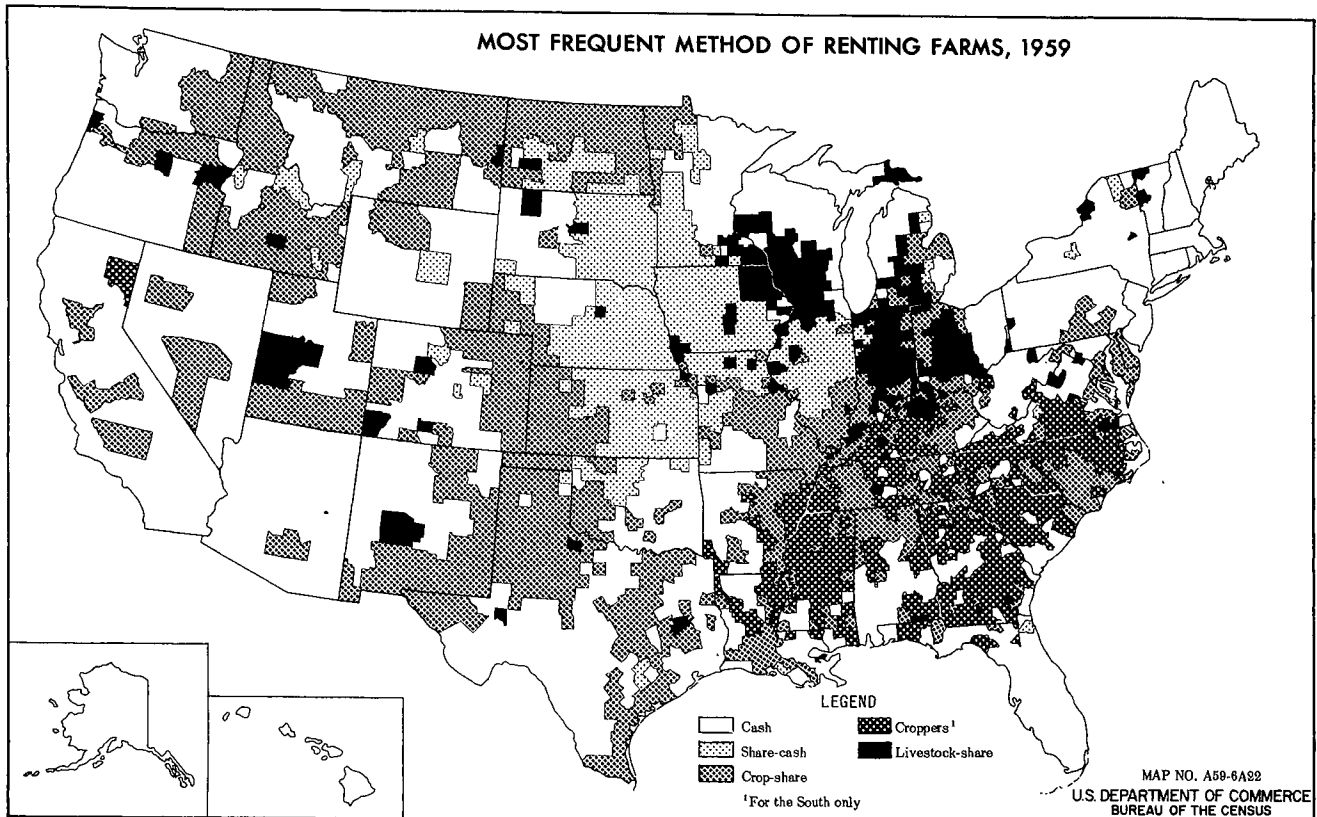 MOST FREQUENT METHOD OF RENTING FARMS, 1959
LEGEND
Cash
Share-cash
Crop-share
Croppers¹
Livestock-share
¹For the South only
MAP NO. A59-6A22
U.S. DEPARTMENT OF COMMERCE
BUREAU OF THE CENSUS